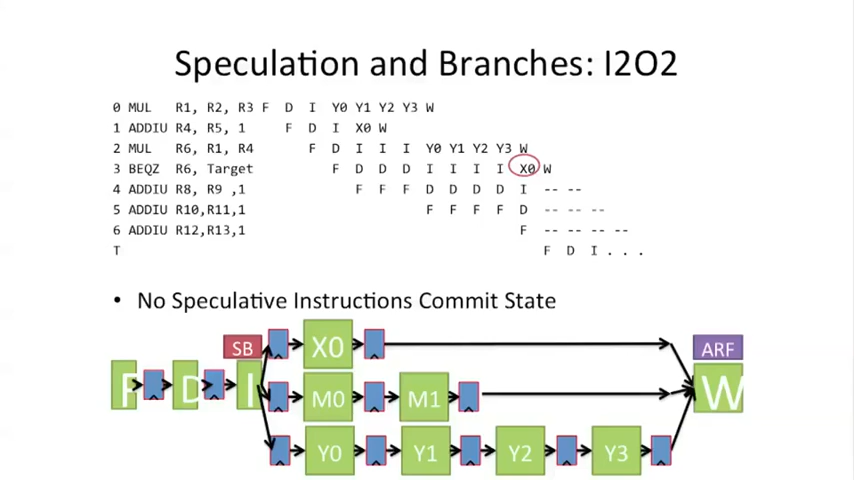 Speculation and Branches: I2O2
0 MUL R1, R2, R3 F D I Y0 Y1 Y2 Y3 W
1 ADDIU R4, R5, 1 F D I X0 W
2 MUL R6, R1, R4 F D I I I Y0 Y1 Y2 Y3 W
3 BEQZ R6, Target F D D D I I I I X0 W
4 ADDIU R8, R9 ,1 F F F D D D D I -- --
5 ADDIU R10,R11,1 F F F F D -- -- --
6 ADDIU R12,R13,1 F -- -- -- --
T F D I . . .
• No Speculative Instructions Commit State
SB X0 ARF
F D I M0 M1 W
Y0 Y1 Y2 Y3